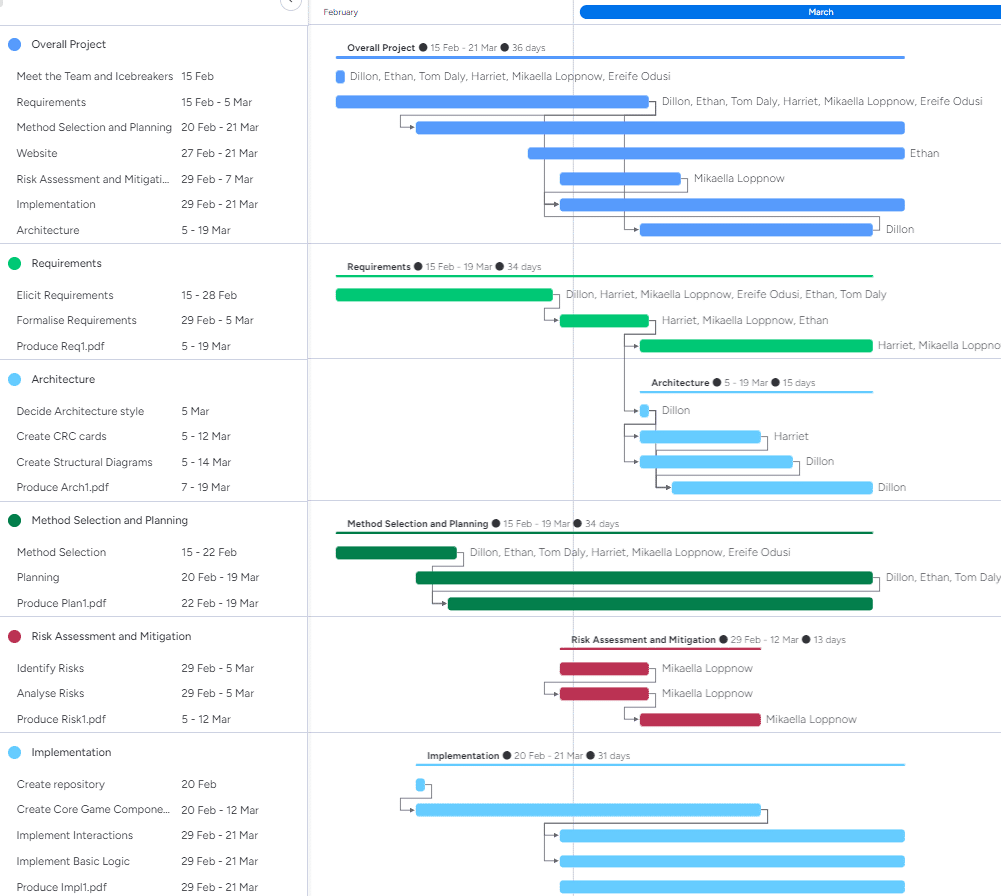 February March
Overall Project
Overall Project ● 15 Feb - 21 Mar ● 36 days
Meet the Team and Icebreakers 15 Feb Dillon, Ethan, Tom Daly, Harriet, Mikaella Loppnow, Ereife Odusi
Requirements 15 Feb - 5 Mar Dillon, Ethan, Tom Daly, Harriet, Mikaella Loppnow, Ereife Odusi
Method Selection and Planning 20 Feb - 21 Mar
Website 27 Feb - 21 Mar Ethan
Risk Assessment and Mitigati... 29 Feb - 7 Mar Mikaella Loppnow
Implementation 29 Feb - 21 Mar
Architecture 5 - 19 Mar Dillon
Requirements
Requirements ● 15 Feb - 19 Mar ● 34 days
Elicit Requirements 15 - 28 Feb Dillon, Harriet, Mikaella Loppnow, Ereife Odusi, Ethan, Tom Daly
Formalise Requirements 29 Feb - 5 Mar Harriet, Mikaella Loppnow, Ethan
Produce Req1.pdf 5 - 19 Mar Harriet, Mikaella Loppno
Architecture
Architecture ● 5 - 19 Mar ● 15 days
Decide Architecture style 5 Mar Dillon
Create CRC cards 5 - 12 Mar Harriet
Create Structural Diagrams 5 - 14 Mar Dillon
Produce Arch1.pdf 7 - 19 Mar Dillon
Method Selection and Planning
Method Selection and Planning ● 15 Feb - 19 Mar ● 34 days
Method Selection 15 - 22 Feb Dillon, Ethan, Tom Daly, Harriet, Mikaella Loppnow, Ereife Odusi
Planning 20 Feb - 19 Mar Dillon, Ethan, Tom Daly
Produce Plan1.pdf 22 Feb - 19 Mar
Risk Assessment and Mitigation
Risk Assessment and Mitigation ● 29 Feb - 12 Mar ● 13 days
Identify Risks 29 Feb - 5 Mar Mikaella Loppnow
Analyse Risks 29 Feb - 5 Mar Mikaella Loppnow
Produce Risk1.pdf 5 - 12 Mar Mikaella Loppnow
Implementation
Implementation ● 20 Feb - 21 Mar ● 31 days
Create repository 20 Feb
Create Core Game Compone... 20 Feb - 12 Mar
Implement Interactions 29 Feb - 21 Mar
Implement Basic Logic 29 Feb - 21 Mar
Produce Impl1.pdf 29 Feb - 21 Mar